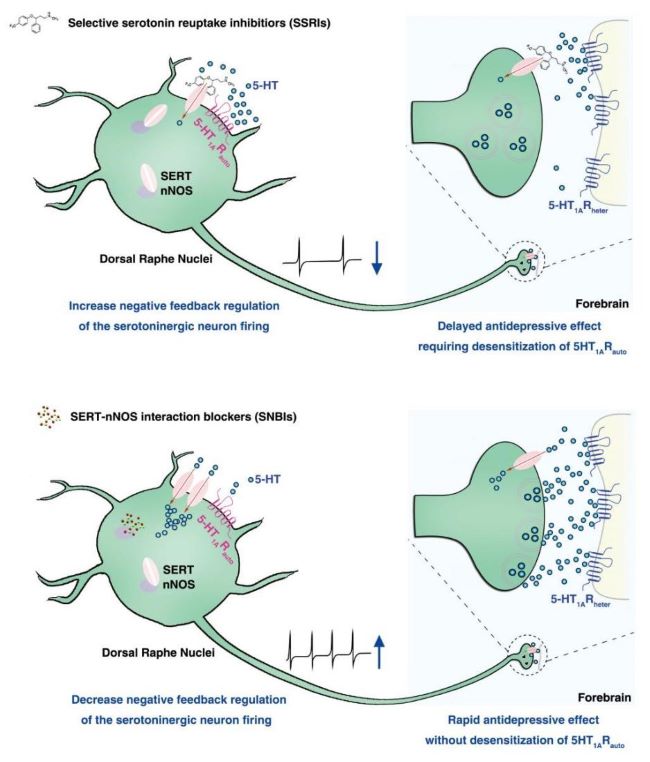 Selective serotonin reuptake inhibitiors (SSRIs)
5-HT
5-HT1ARauto
SERT
nNOS
5-HT1ARheter
Dorsal Raphe Nuclei
Forebrain
Increase negative feedback regulation
of the serotoninergic neuron firing
Delayed antidepressive effect
requiring desensitization of 5HT1ARauto
SERT-nNOS interaction blockers (SNBIs)
5-HT
5-HT1ARauto
SERT
nNOS
5-HT1ARheter
Dorsal Raphe Nuclei
Forebrain
Decrease negative feedback regulation
of the serotoninergic neuron firing
Rapid antidepressive effect
without desensitization of 5HT1ARauto